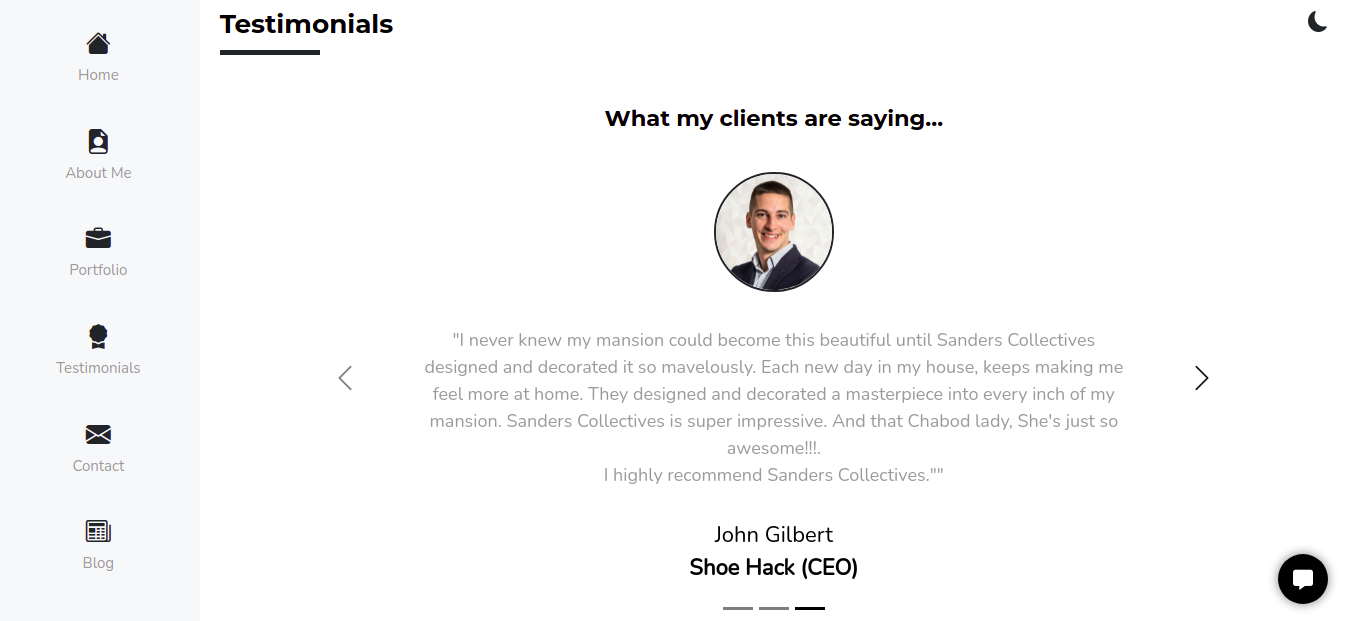 Testimonials
Home
About Me
Portfolio
Testimonials
Contact
Blog
What my clients are saying...
"I never knew my mansion could become this beautiful until Sanders Collectives
designed and decorated it so mavelously. Each new day in my house, keeps making me
feel more at home. They designed and decorated a masterpiece into every inch of my
mansion. Sanders Collectives is super impressive. And that Chabod lady, She's just so
awesome!!!.
I highly recommend Sanders Collectives.""
John Gilbert
Shoe Hack (CEO)